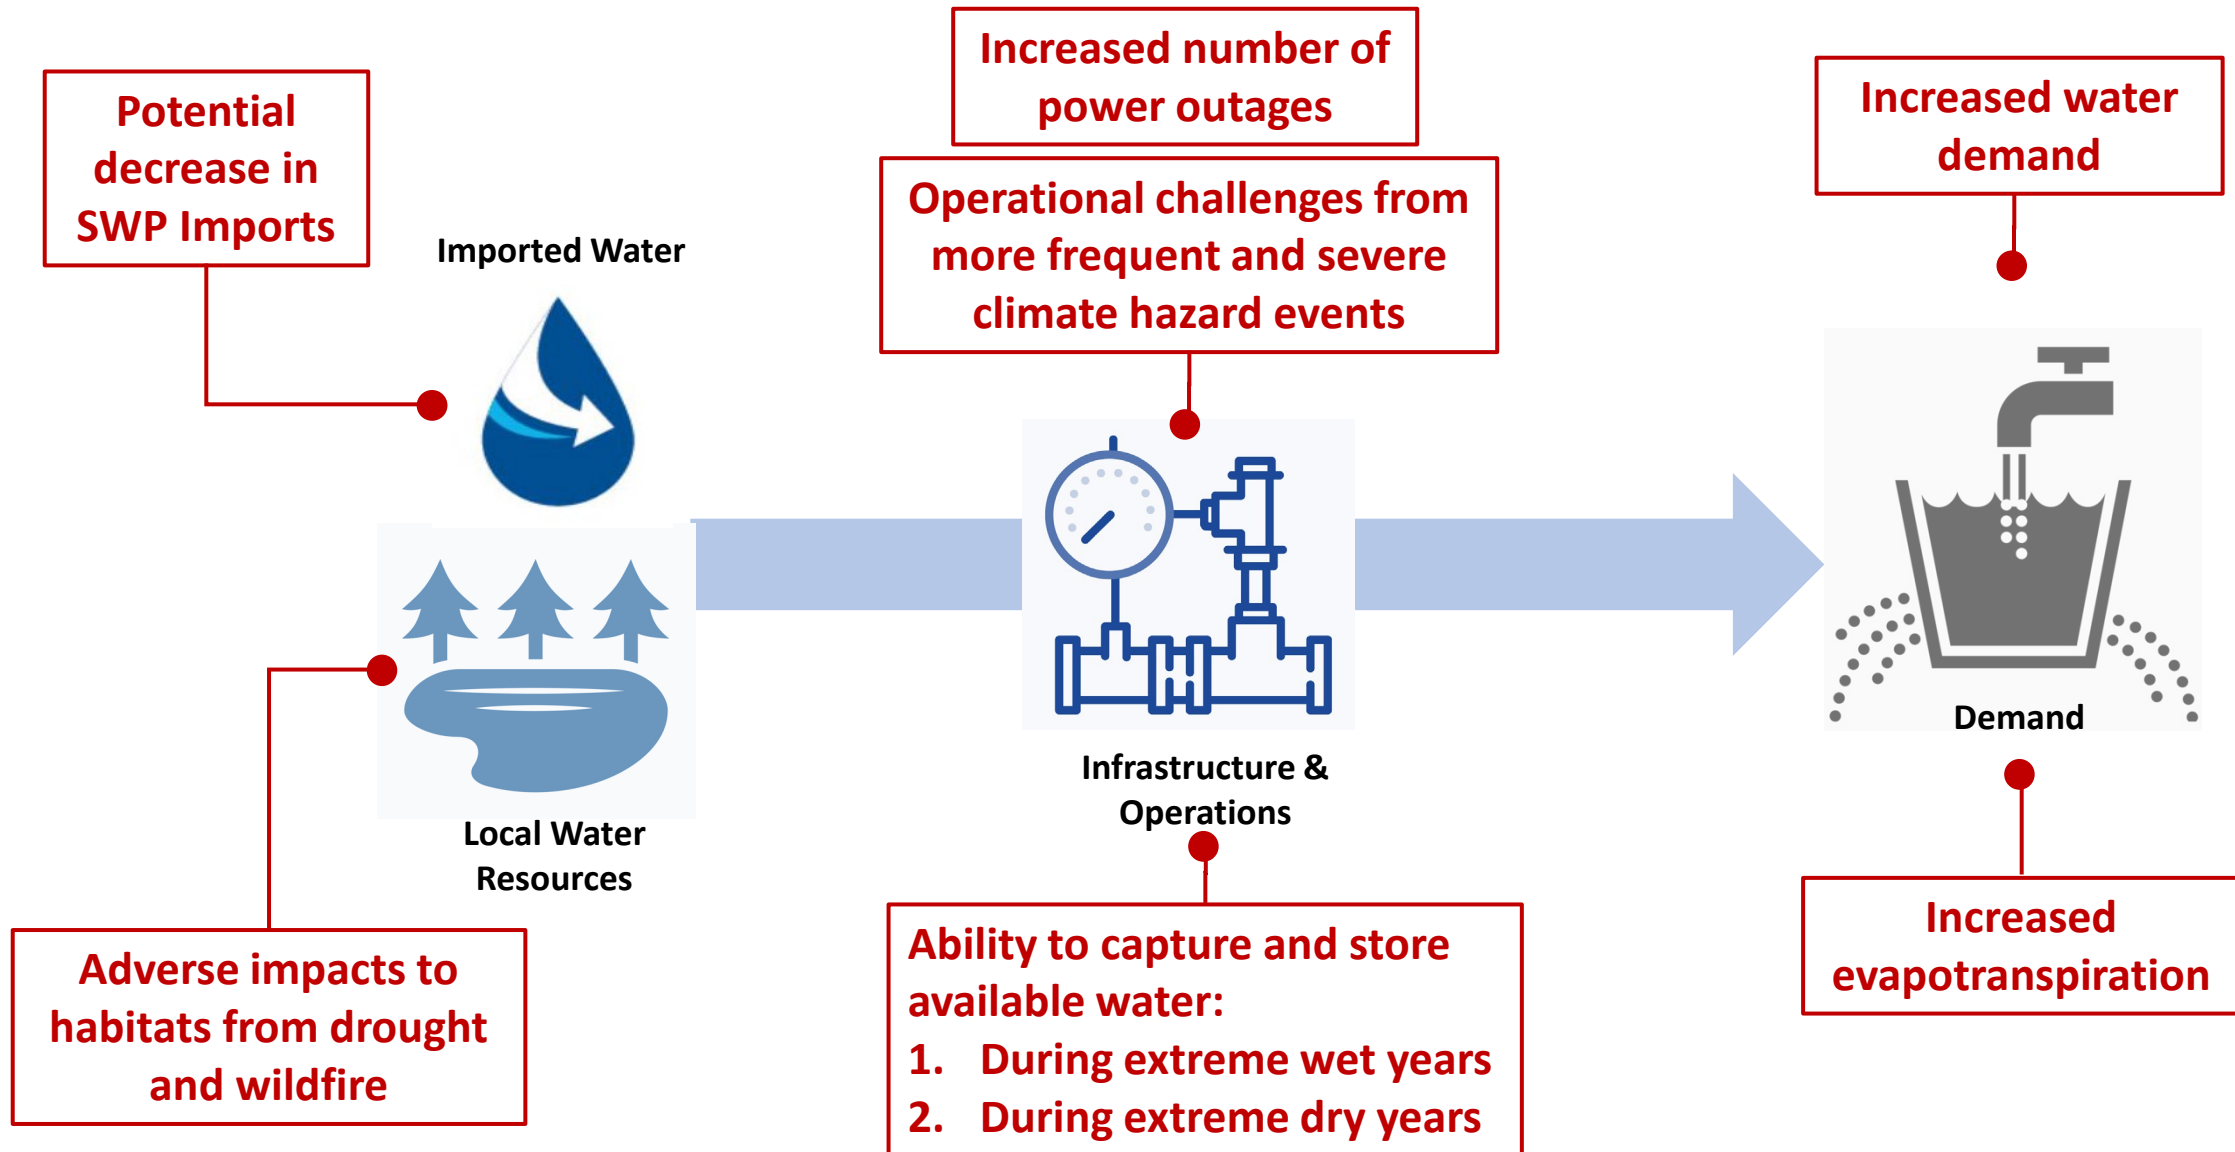 Potential
decrease in
SWP Imports
Imported Water
Increased number of
power outages
Operational challenges from
more frequent and severe
climate hazard events
Increased water
demand
Local Water
Resources
Infrastructure &
Operations
Demand
Adverse impacts to
habitats from drought
and wildfire
Ability to capture and store
available water:
1. During extreme wet years
2. During extreme dry years
Increased
evapotranspiration